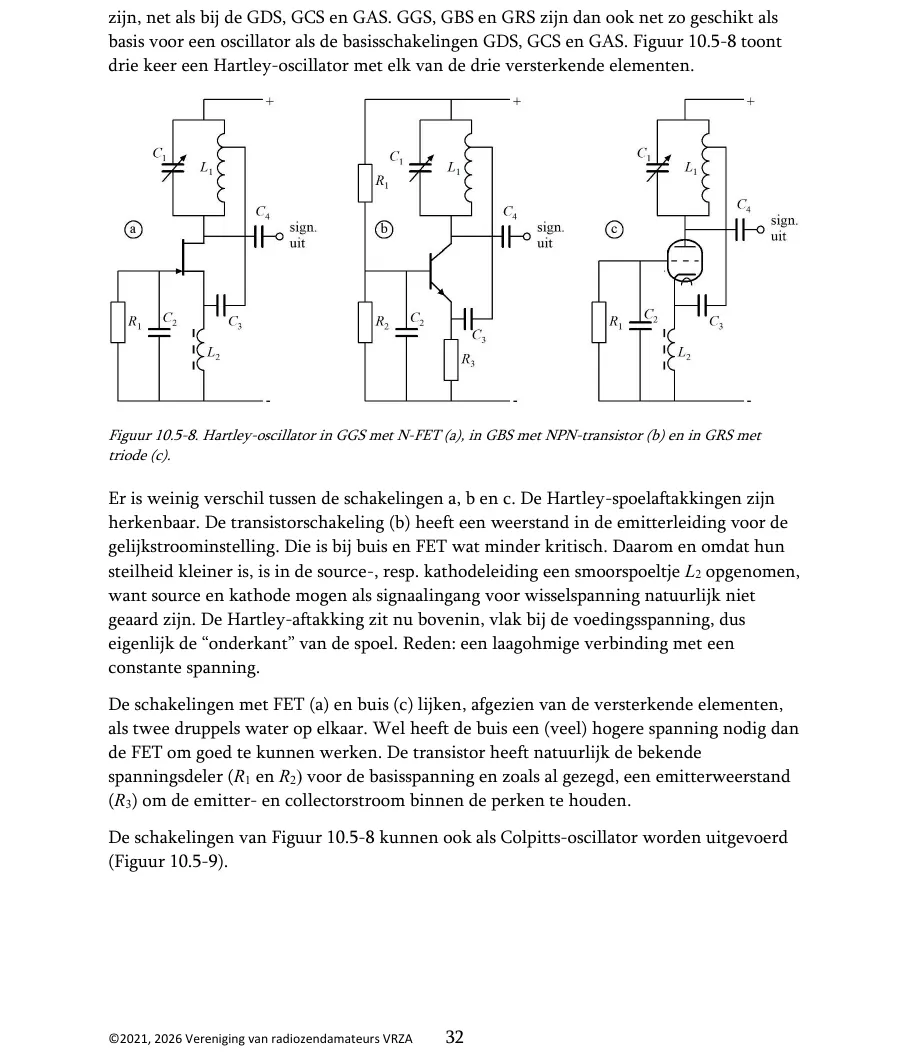 zijn, net als bij de GDS, GCS en GAS. GGS, GBS en GRS zijn dan ook net zo geschikt als
basis voor een oscillator als de basisschakelingen GDS, GCS en GAS. Figuur 10.5-8 toont
drie keer een Hartley-oscillator met elk van de drie versterkende elementen.
+
C1
L1
a
C4
sign.
uit
R1
C2
C3
L2
-
+
R1
C1
L1
b
C4
sign.
uit
R2
C2
C3
R3
-
+
C1
L1
c
C4
sign.
uit
R1
C2
C3
L2
-
Figuur 10.5-8. Hartley-oscillator in GGS met N-FET (a), in GBS met NPN-transistor (b) en in GRS met
triode (c).
Er is weinig verschil tussen de schakelingen a, b en c. De Hartley-spoelaftakkingen zijn
herkenbaar. De transistorschakeling (b) heeft een weerstand in de emitterleiding voor de
gelijkstroominstelling. Die is bij buis en FET wat minder kritisch. Daarom en omdat hun
steilheid kleiner is, is in de source-, resp. kathodeleiding een smoorspoeltje L2 opgenomen,
want source en kathode mogen als signaalingang voor wisselspanning natuurlijk niet
geaard zijn. De Hartley-aftakking zit nu bovenin, vlak bij de voedingsspanning, dus
eigenlijk de “onderkant” van de spoel. Reden: een laagohmige verbinding met een
constante spanning.
De schakelingen met FET (a) en buis (c) lijken, afgezien van de versterkende elementen,
als twee druppels water op elkaar. Wel heeft de buis een (veel) hogere spanning nodig dan
de FET om goed te kunnen werken. De transistor heeft natuurlijk de bekende
spanningsdeler (R1 en R2) voor de basisspanning en zoals al gezegd, een emitterweerstand
(R3) om de emitter- en collectorstroom binnen de perken te houden.
De schakelingen van Figuur 10.5-8 kunnen ook als Colpitts-oscillator worden uitgevoerd
(Figuur 10.5-9).
©2021, 2026 Vereniging van radiozendamateurs VRZA 32